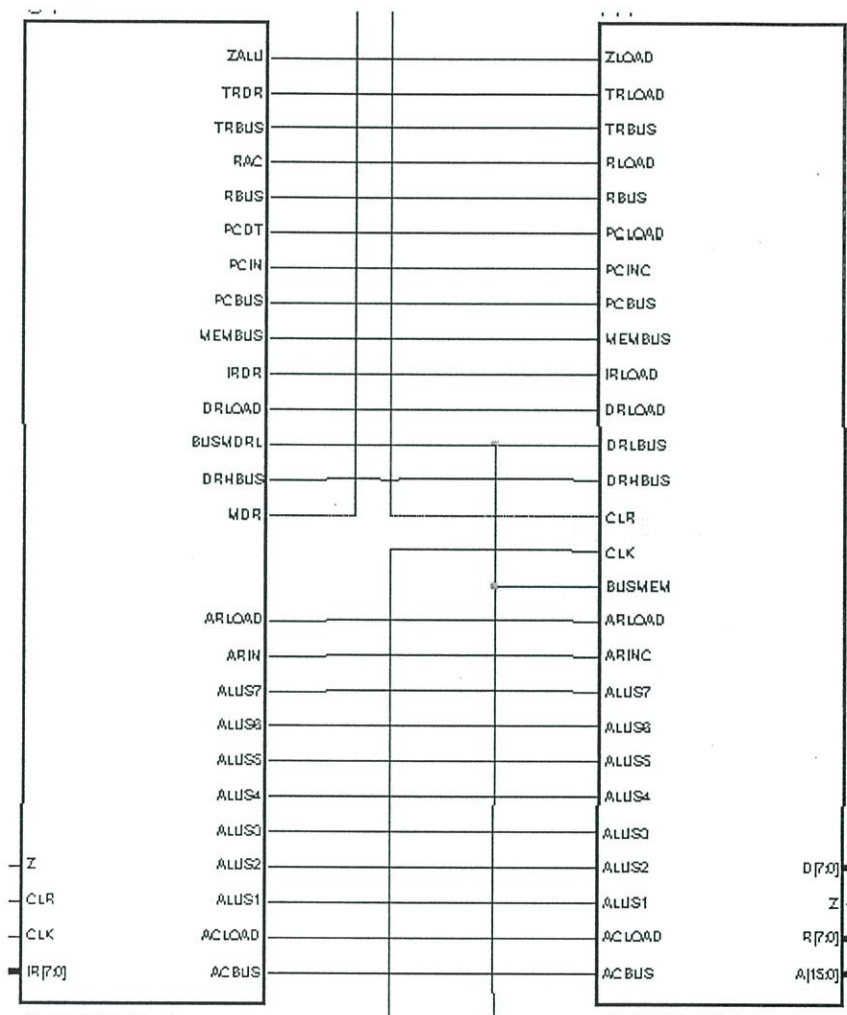 ZALU ZLOAD
TRDR TRLOAD
TRBUS TRBUS
RAC RLOAD
RBUS RBUS
PCDT PCLOAD
PCIN PCINC
PCBUS PCBUS
MEMBUS MEMBUS
IRDR IRLOAD
DRLOAD DRLOAD
BUSMDRL DRLBUS
DRHBUS DRHBUS
MDR CLR
CLK
BUSMEM
ARLOAD ARLOAD
ARIN ARINC
ALUS7 ALUS7
ALUS6 ALUS6
ALUS5 ALUS5
ALUS4 ALUS4
ALUS3 ALUS3
Z ALUS2 ALUS2 D[7:0]
CLR ALUS1 ALUS1 Z
CLK ACLOAD ACLOAD R[7:0]
IR[7:0] ACBUS ACBUS A[15:0]